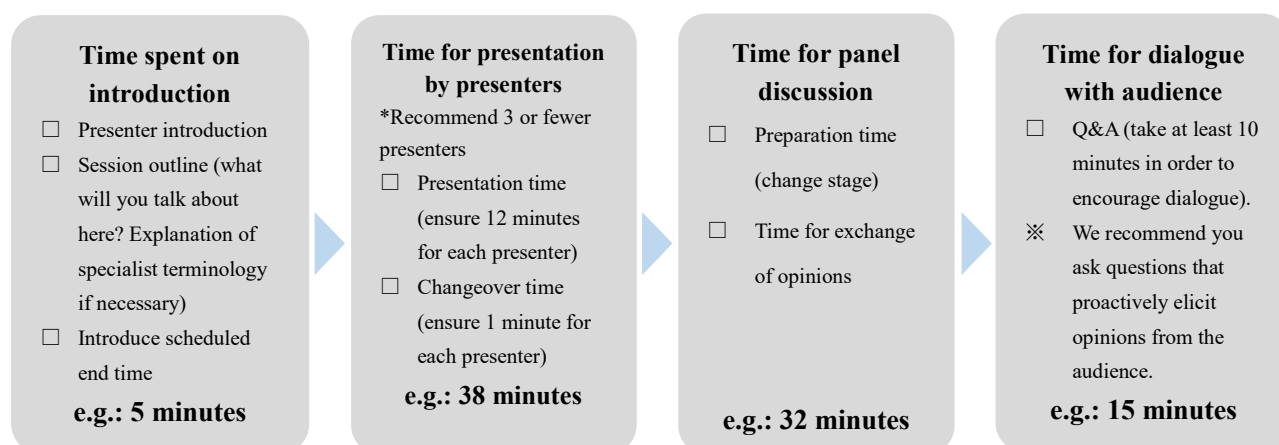 Time spent on
introduction
☐ Presenter introduction
☐ Session outline (what
will you talk about
here? Explanation of
specialist terminology
if necessary)
☐ Introduce scheduled
end time
e.g.: 5 minutes
Time for presentation
by presenters
*Recommend 3 or fewer
presenters
☐ Presentation time
(ensure 12 minutes
for each presenter)
☐ Changeover time
(ensure 1 minute for
each presenter)
e.g.: 38 minutes
Time for panel
discussion
☐ Preparation time
(change stage)
☐ Time for exchange
of opinions
e.g.: 32 minutes
Time for dialogue
with audience
☐ Q&A (take at least 10
minutes in order to
encourage dialogue).
※ We recommend you
ask questions that
proactively elicit
opinions from the
audience.
e.g.: 15 minutes